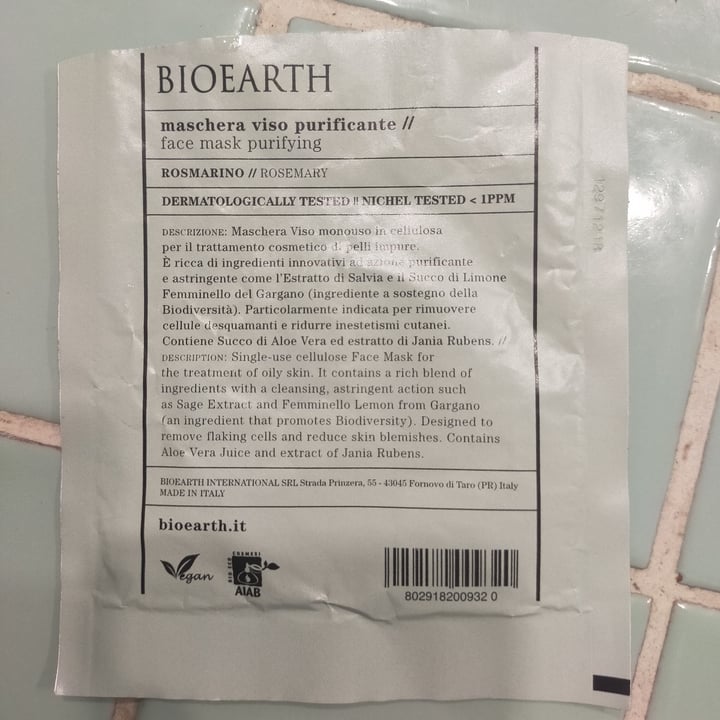 BIOEARTH
maschera viso purificante //
face mask purifying
ROSMARINO // ROSEMARY
DERMATOLOGICALLY TESTED || NICHEL TESTED < 1PPM
DESCRIZIONE: Maschera Viso monouso in cellulosa
per il trattamento cosmetico di pelli impure.
È ricca di ingredienti innovativi ad azione purificante
e astringente come l'Estratto di Salvia e il Succo di Limone
Femminello del Gargano (ingrediente a sostegno della
Biodiversità). Particolarmente indicata per rimuovere
cellule desquamanti e ridurre inestetismi cutanei.
Contiene Succo di Aloe Vera ed estratto di Jania Rubens. //
DESCRIPTION: Single-use cellulose Face Mask for
the treatment of oily skin. It contains a rich blend of
ingredients with a cleansing, astringent action such
as Sage Extract and Femminello Lemon from Gargano
(an ingredient that promotes Biodiversity). Designed to
remove flaking cells and reduce skin blemishes. Contains
Aloe Vera Juice and extract of Jania Rubens.
BIOEARTH INTERNATIONAL SRL Strada Prinzera, 55 - 43045 Fornovo di Taro (PR) Italy
MADE IN ITALY
bioearth.it
Vegan
BIO ECO COSMESI
AIAB
802918200932 0